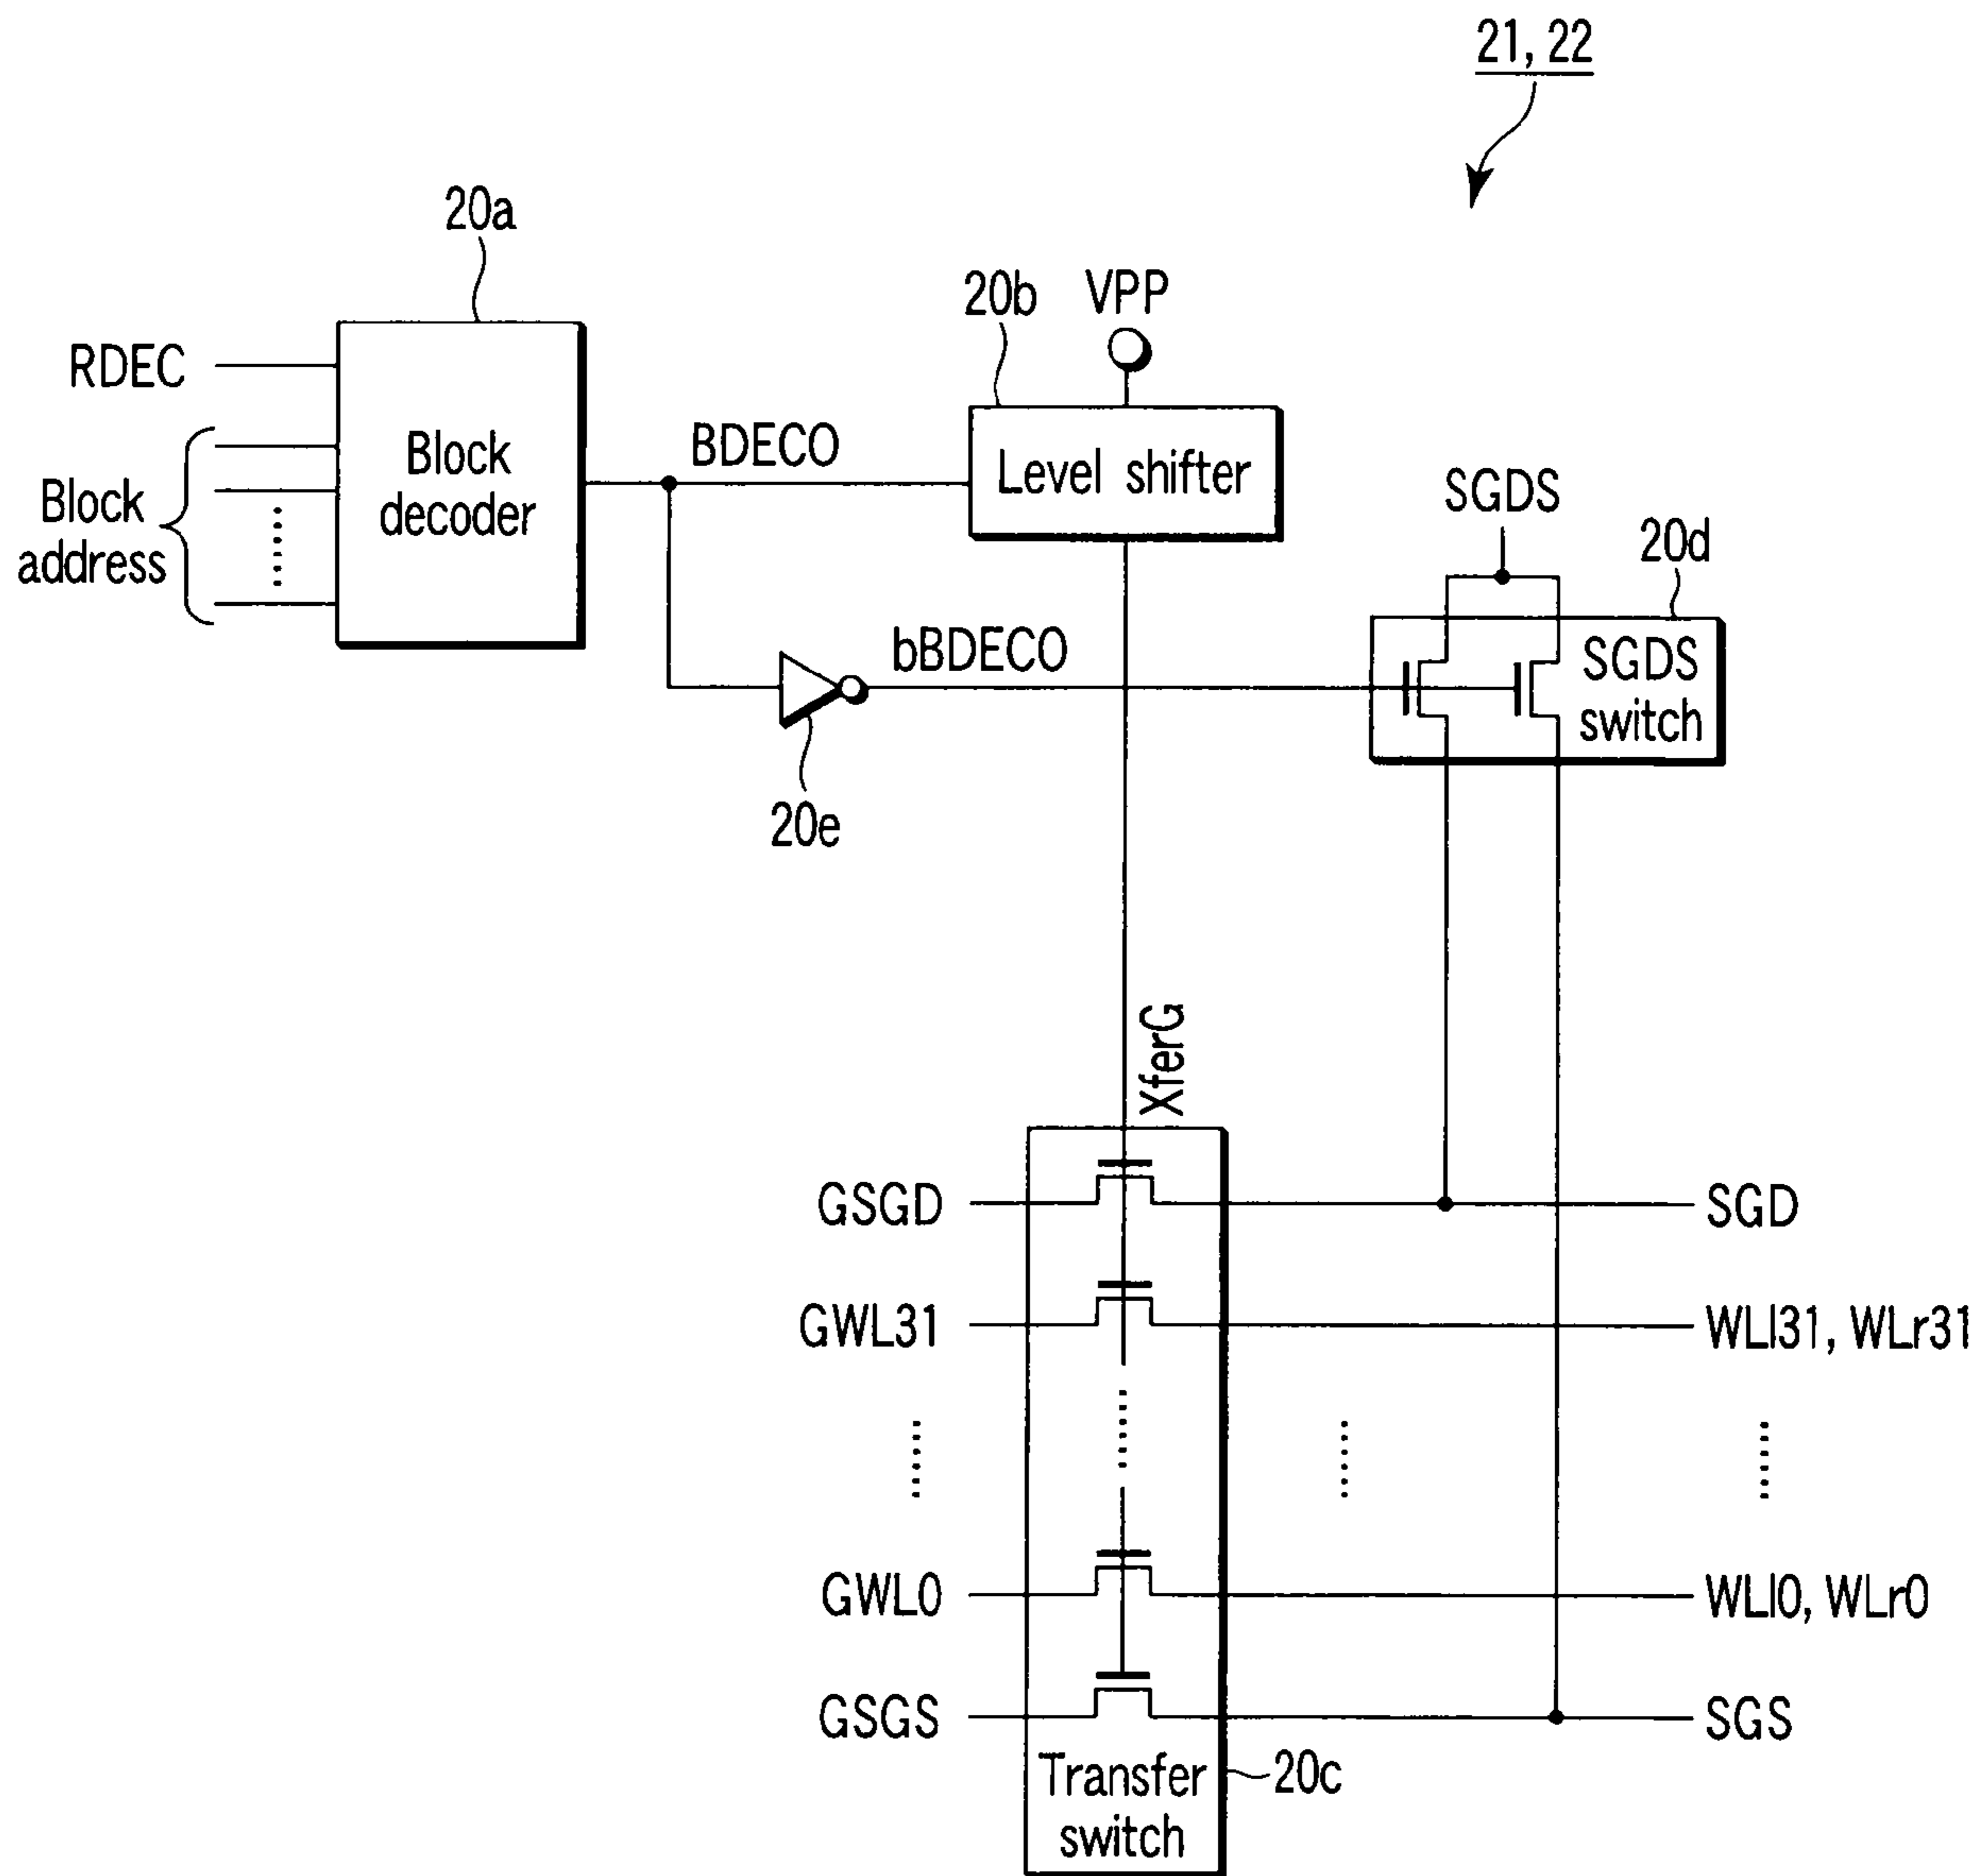 21, 22
20a
20b
VPP
RDEC
Block
address
Block
decoder
BDECO
Level shifter
SGDS
20d
bBDECO
SGDS
switch
20e
XferG
GSGD
SGD
GWL31
WLl31, WLr31
GWL0
WLl0, WLr0
GSGS
SGS
Transfer
switch
20c